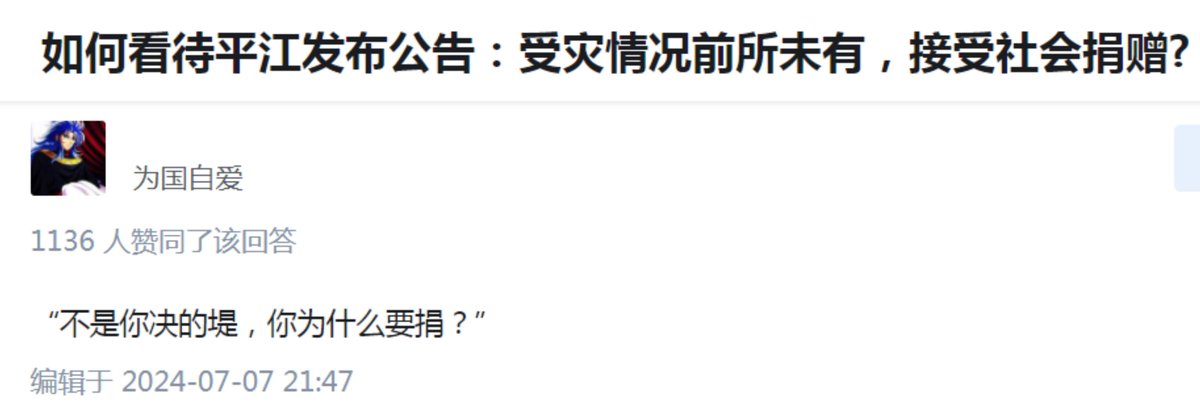 如何看待平江发布公告：受灾情况前所未有，接受社会捐赠?
为国自爱
1136 人赞同了该回答
“不是你决的堤，你为什么要捐？”
编辑于 2024-07-07 21:47